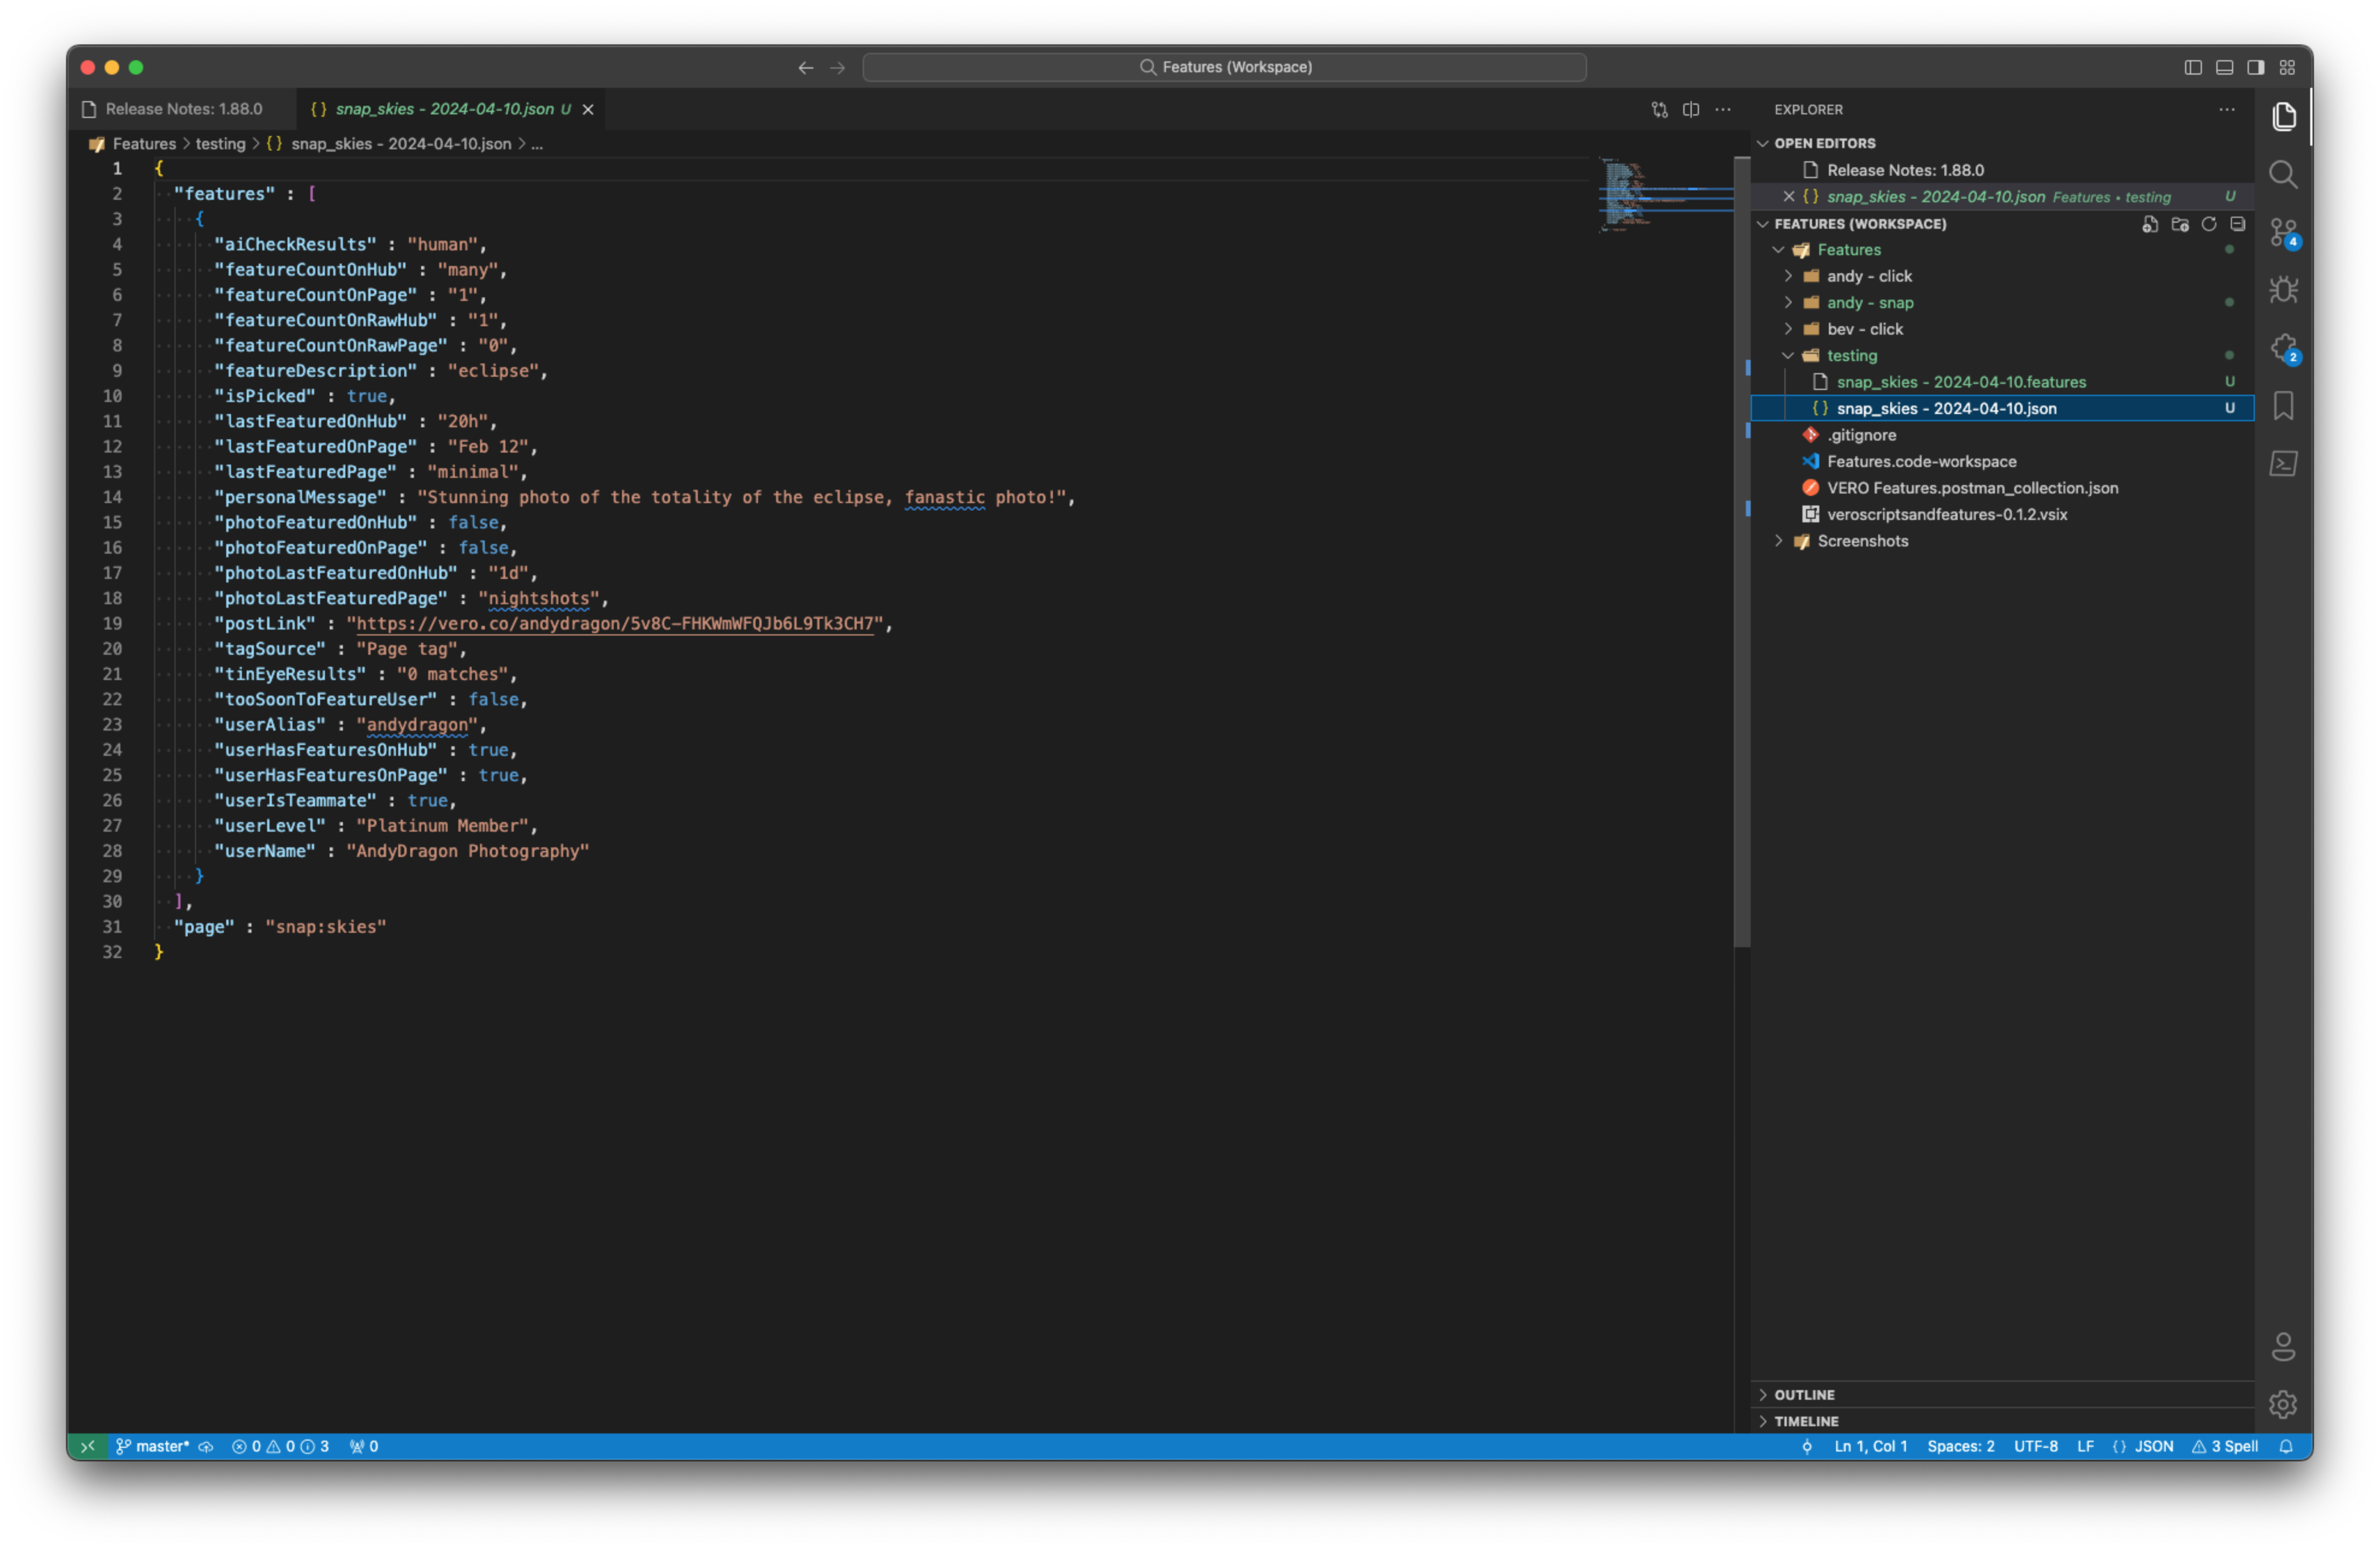 Features (Workspace)
Release Notes: 1.88.0
{} snap_skies - 2024-04-10.json U
Features > testing > {} snap_skies - 2024-04-10.json > ...
1 {
2 "features" : [
3 {
4 "aiCheckResults" : "human",
5 "featureCountOnHub" : "many",
6 "featureCountOnPage" : "1",
7 "featureCountOnRawHub" : "1",
8 "featureCountOnRawPage" : "0",
9 "featureDescription" : "eclipse",
10 "isPicked" : true,
11 "lastFeaturedOnHub" : "20h",
12 "lastFeaturedOnPage" : "Feb 12",
13 "lastFeaturedPage" : "minimal",
14 "personalMessage" : "Stunning photo of the totality of the eclipse, fanastic photo!",
15 "photoFeaturedOnHub" : false,
16 "photoFeaturedOnPage" : false,
17 "photoLastFeaturedOnHub" : "1d",
18 "photoLastFeaturedPage" : "nightshots",
19 "postLink" : "https://vero.co/andydragon/5v8C-FHKWmWFQJb6L9Tk3CH7",
20 "tagSource" : "Page tag",
21 "tinEyeResults" : "0 matches",
22 "tooSoonToFeatureUser" : false,
23 "userAlias" : "andydragon",
24 "userHasFeaturesOnHub" : true,
25 "userHasFeaturesOnPage" : true,
26 "userIsTeammate" : true,
27 "userLevel" : "Platinum Member",
28 "userName" : "AndyDragon Photography"
29 }
30 ],
31 "page" : "snap:skies"
32 }
EXPLORER
OPEN EDITORS
Release Notes: 1.88.0
{} snap_skies - 2024-04-10.json Features • testing U
FEATURES (WORKSPACE)
Features
andy - click
andy - snap
bev - click
testing
snap_skies - 2024-04-10.features U
{} snap_skies - 2024-04-10.json U
.gitignore
Features.code-workspace
VERO Features.postman_collection.json
veroscriptsandfeatures-0.1.2.vsix
Screenshots
OUTLINE
TIMELINE
4
2
master* 0 0 3 0
Ln 1, Col 1 Spaces: 2 UTF-8 LF {} JSON 3 Spell